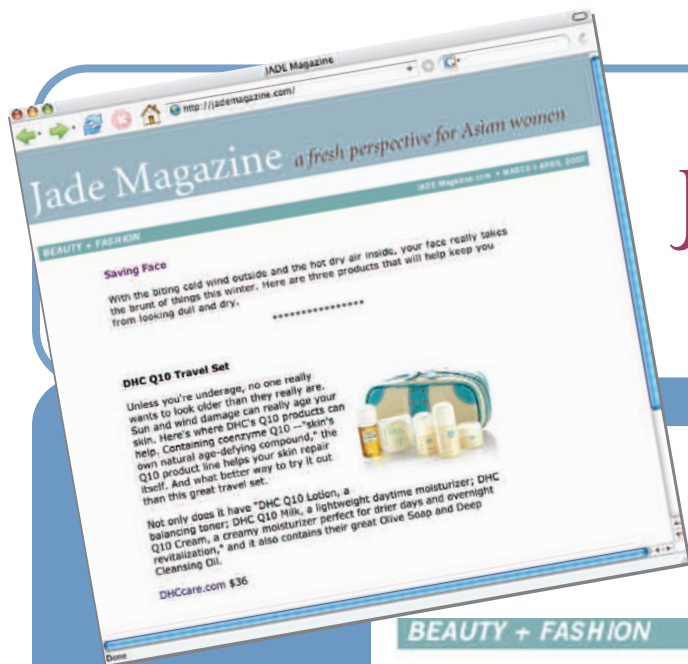 JADE Magazine
http://jademagazine.com/
Jade Magazine a fresh perspective for Asian women
BEAUTY + FASHION
JADE Magazine.com • MARCH | APRIL 2007
Saving Face
With the biting cold wind outside and the hot dry air inside, your face really takes
the brunt of things this winter. Here are three products that will help keep you
from looking dull and dry.
****************
DHC Q10 Travel Set
Unless you're underage, no one really
wants to look older than they really are.
Sun and wind damage can really age your
skin. Here's where DHC's Q10 products can
help. Containing coenzyme Q10 --"skin's
own natural age-defying compound," the
Q10 product line helps your skin repair
itself. And what better way to try it out
than this great travel set.
Not only does it have "DHC Q10 Lotion, a
balancing toner; DHC Q10 Milk, a lightweight daytime moisturizer; DHC
Q10 Cream, a creamy moisturizer perfect for drier days and overnight
revitalization," and it also contains their great Olive Soap and Deep
Cleansing Oil.
DHCcare.com $36
Done
J
BEAUTY + FASHION